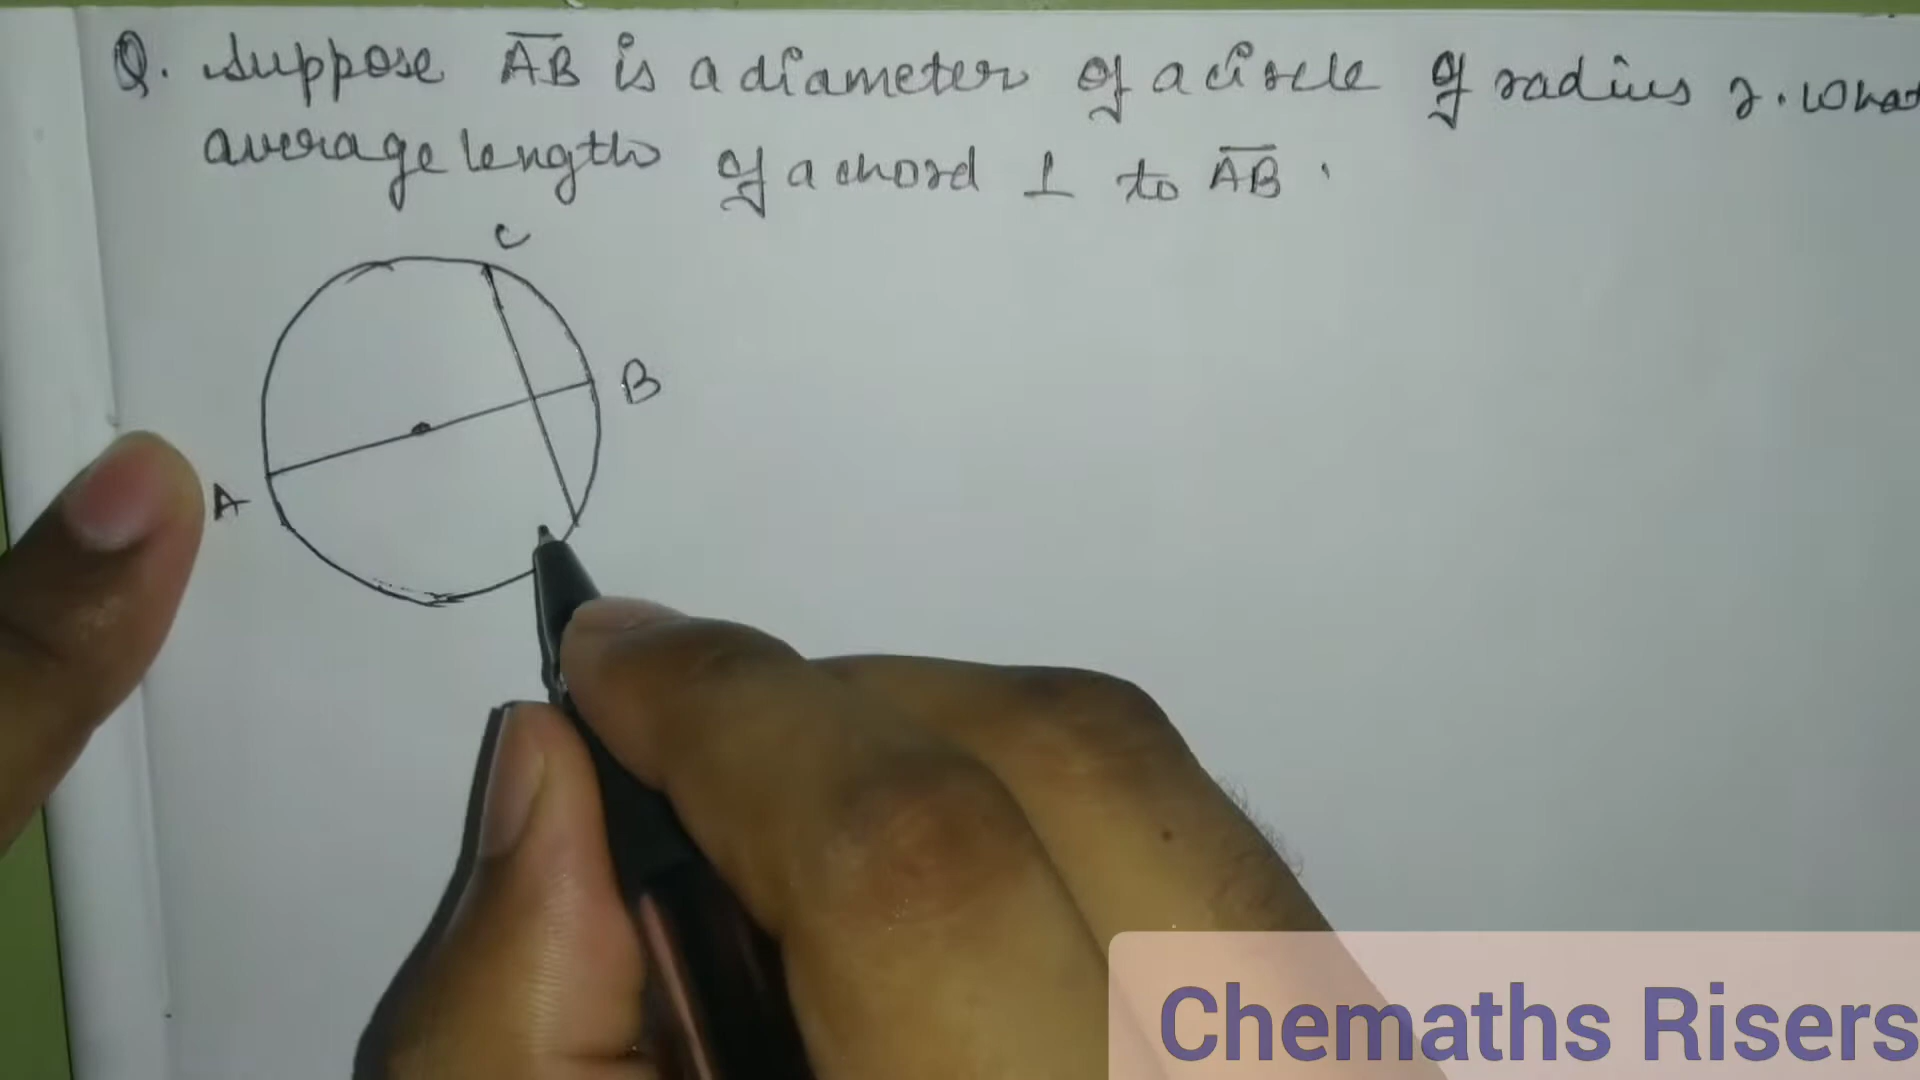 Q. Suppose AB is a diameter of a circle of radius r. What
average length of a chord ⊥ to AB .
C
B
A
Chemaths Risers